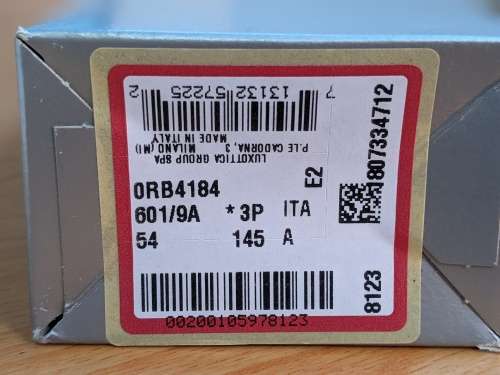 7 13132 57225 2
LUXOTTICA GROUP SPA
P.LE CADORNA, 3 MILANO (MI)
MADE IN ITALY
E2
0RB4184
601/9A *3P ITA
54 145 A
00200105978123
1807334712
8123